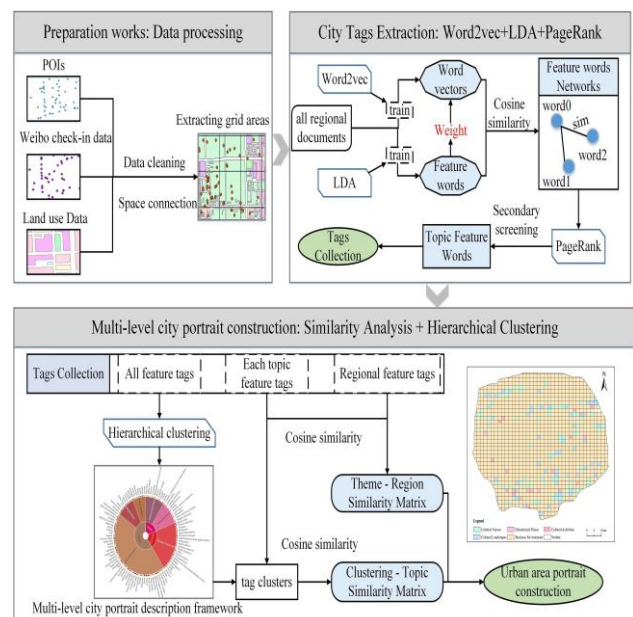 Preparation works: Data processing
POIs
Weibo check-in data
Land use Data
Data cleaning
Space connection
Extracting grid areas
City Tags Extraction: Word2vec+LDA+PageRank
Word2vec
all regional
documents
LDA
train
train
Word
vectors
Weight
Feature
words
Cosine
similarity
Feature words
Networks
word0
sim
word2
word1
Secondary
screening
PageRank
Topic Feature
Words
Tags
Collection
Multi-level city portrait construction: Similarity Analysis + Hierarchical Clustering
Tags Collection
All feature tags
Each topic
feature tags
Regional feature tags
Hierarchical clustering
Cosine similarity
Theme - Region
Similarity Matrix
Cosine similarity
tag clusters
Clustering - Topic
Similarity Matrix
Urban area portrait
construction
Multi-level city portrait description framework
N
Legend